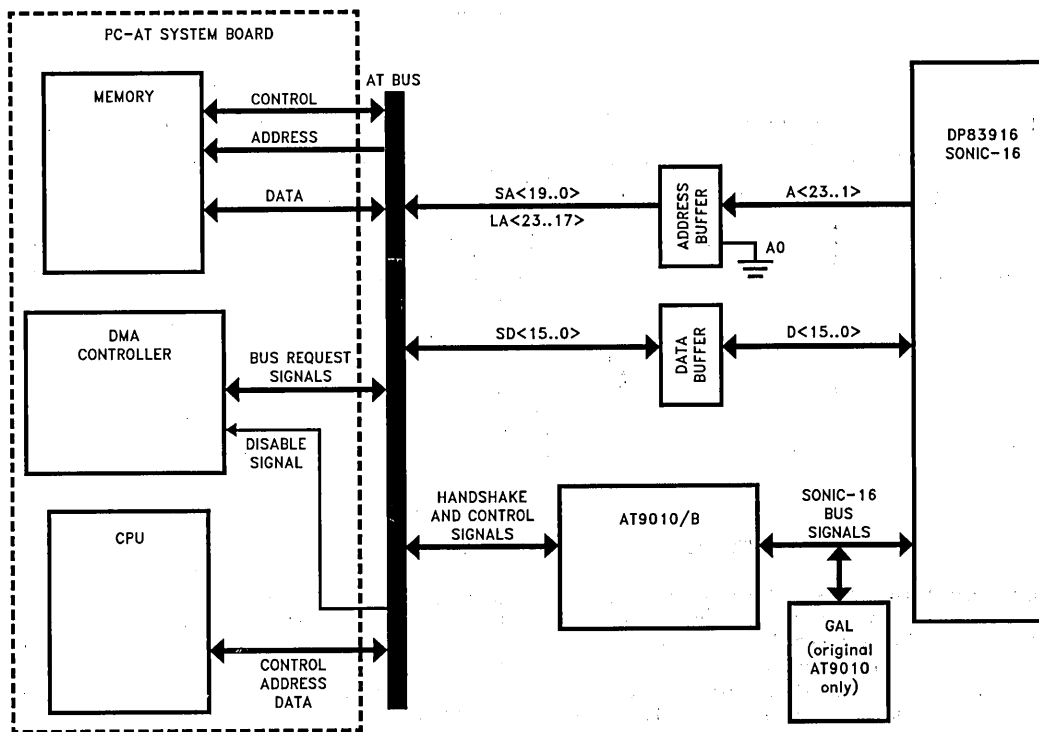 PC-AT SYSTEM BOARD
MEMORY
CONTROL
ADDRESS
DATA
AT BUS
DMA
CONTROLLER
BUS REQUEST
SIGNALS
DISABLE
SIGNAL
CPU
CONTROL
ADDRESS
DATA
SA<19..0>
LA<23..17>
ADDRESS
BUFFER
A<23..1>
A0
SD<15..0>
DATA
BUFFER
D<15..0>
HANDSHAKE
AND CONTROL
SIGNALS
AT9010/B
SONIC-16
BUS
SIGNALS
GAL
(original
AT9010
only)
DP83916
SONIC-16